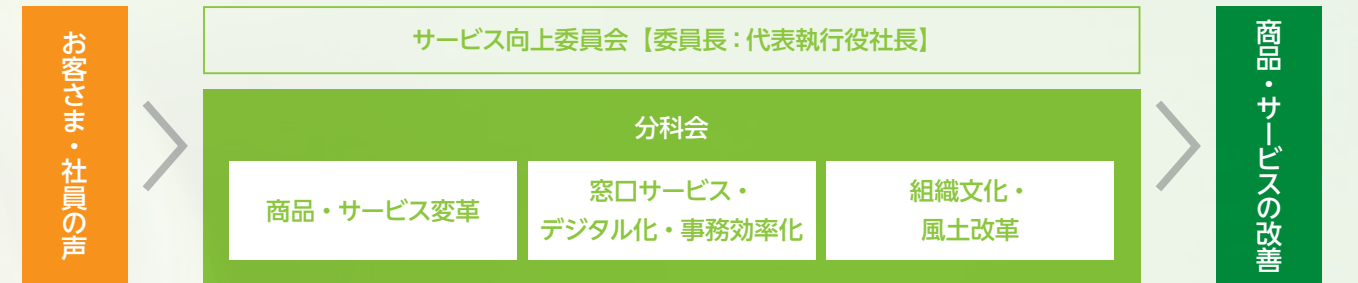 お客さま・社員の声
サービス向上委員会【委員長：代表執行役社長】
分科会
商品・サービス変革
窓口サービス・
デジタル化・事務効率化
組織文化・
風土改革
商品・サービスの改善